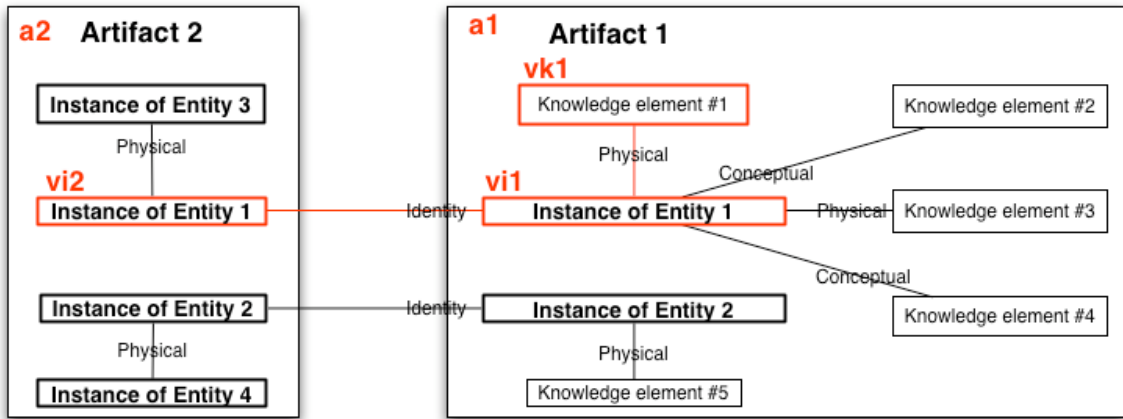 a2 Artifact 2
Instance of Entity 3
Physical
vi2
Instance of Entity 1
Identity
Instance of Entity 2
Identity
Physical
Instance of Entity 4
a1 Artifact 1
vk1
Knowledge element #1
Knowledge element #2
Physical
Conceptual
vi1
Instance of Entity 1
Physical
Knowledge element #3
Conceptual
Instance of Entity 2
Knowledge element #4
Physical
Knowledge element #5